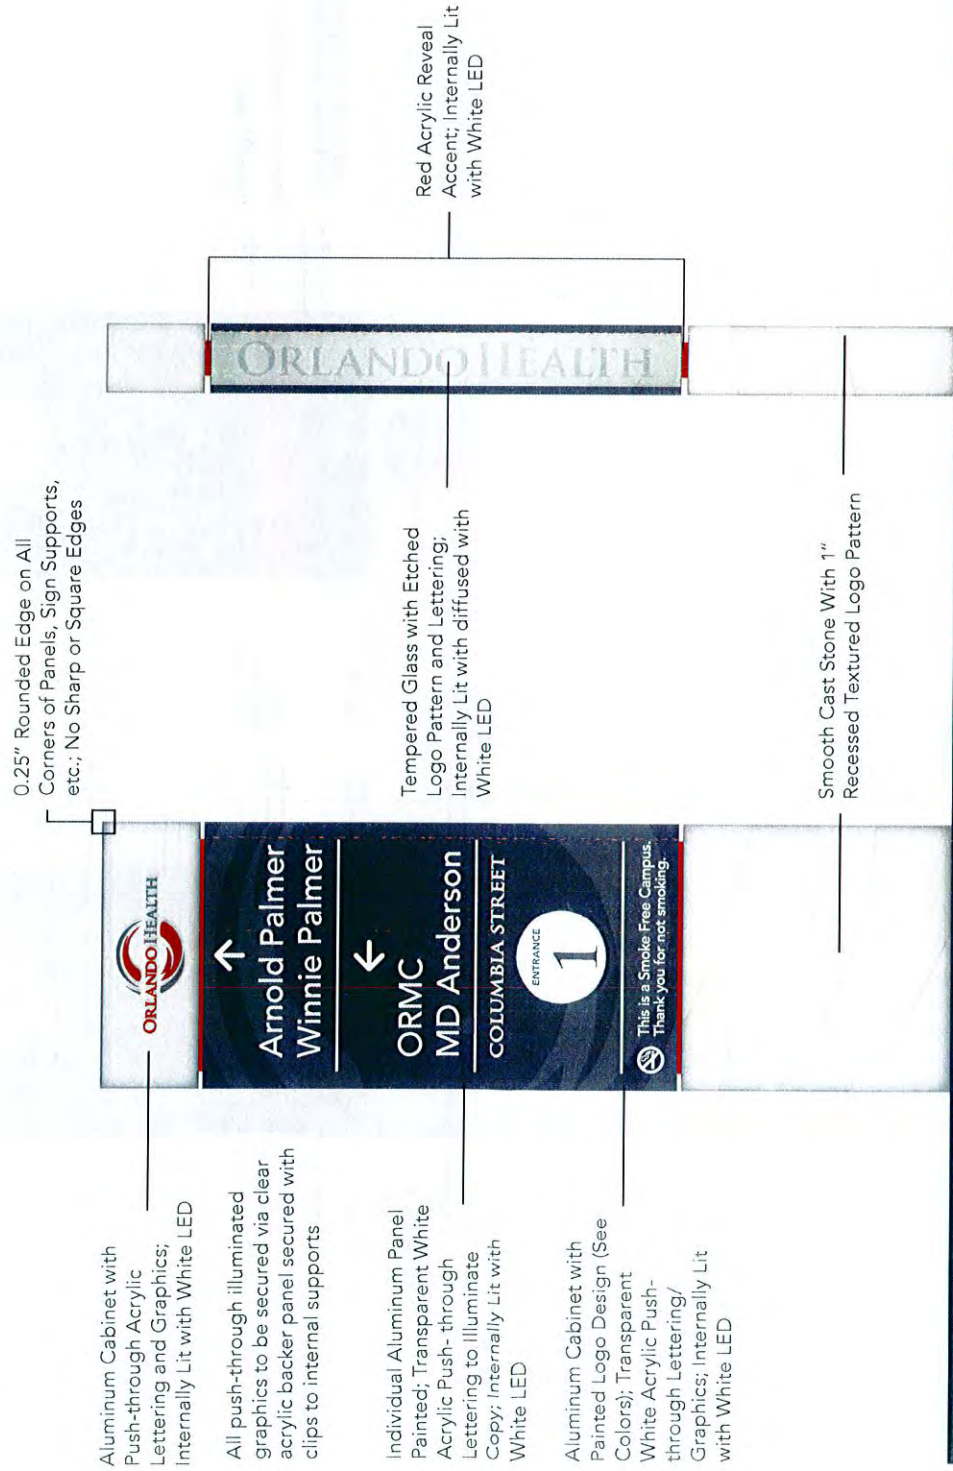 Aluminum Cabinet with
Push-through Acrylic
Lettering and Graphics;
Internally Lit with White LED
All push-through illuminated
graphics to be secured via clear
acrylic backer panel secured with
clips to internal supports
Individual Aluminum Panel
Painted; Transparent White
Acrylic Push- through
Lettering to Illuminate
Copy; Internally Lit with
White LED
Aluminum Cabinet with
Painted Logo Design (See
Colors); Transparent
White Acrylic Push-
through Lettering/
Graphics; Internally Lit
with White LED
0.25" Rounded Edge on All
Corners of Panels, Sign Supports,
etc.; No Sharp or Square Edges
ORLANDO HEALTH
↑
Arnold Palmer
Winnie Palmer
←
ORMC
MD Anderson
COLUMBIA STREET
ENTRANCE
1
This is a Smoke Free Campus.
Thank you for not smoking.
Tempered Glass with Etched
Logo Pattern and Lettering;
Internally Lit with diffused with
White LED
Smooth Cast Stone With 1"
Recessed Textured Logo Pattern
ORLANDO HEALTH
Red Acrylic Reveal
Accent; Internally Lit
with White LED